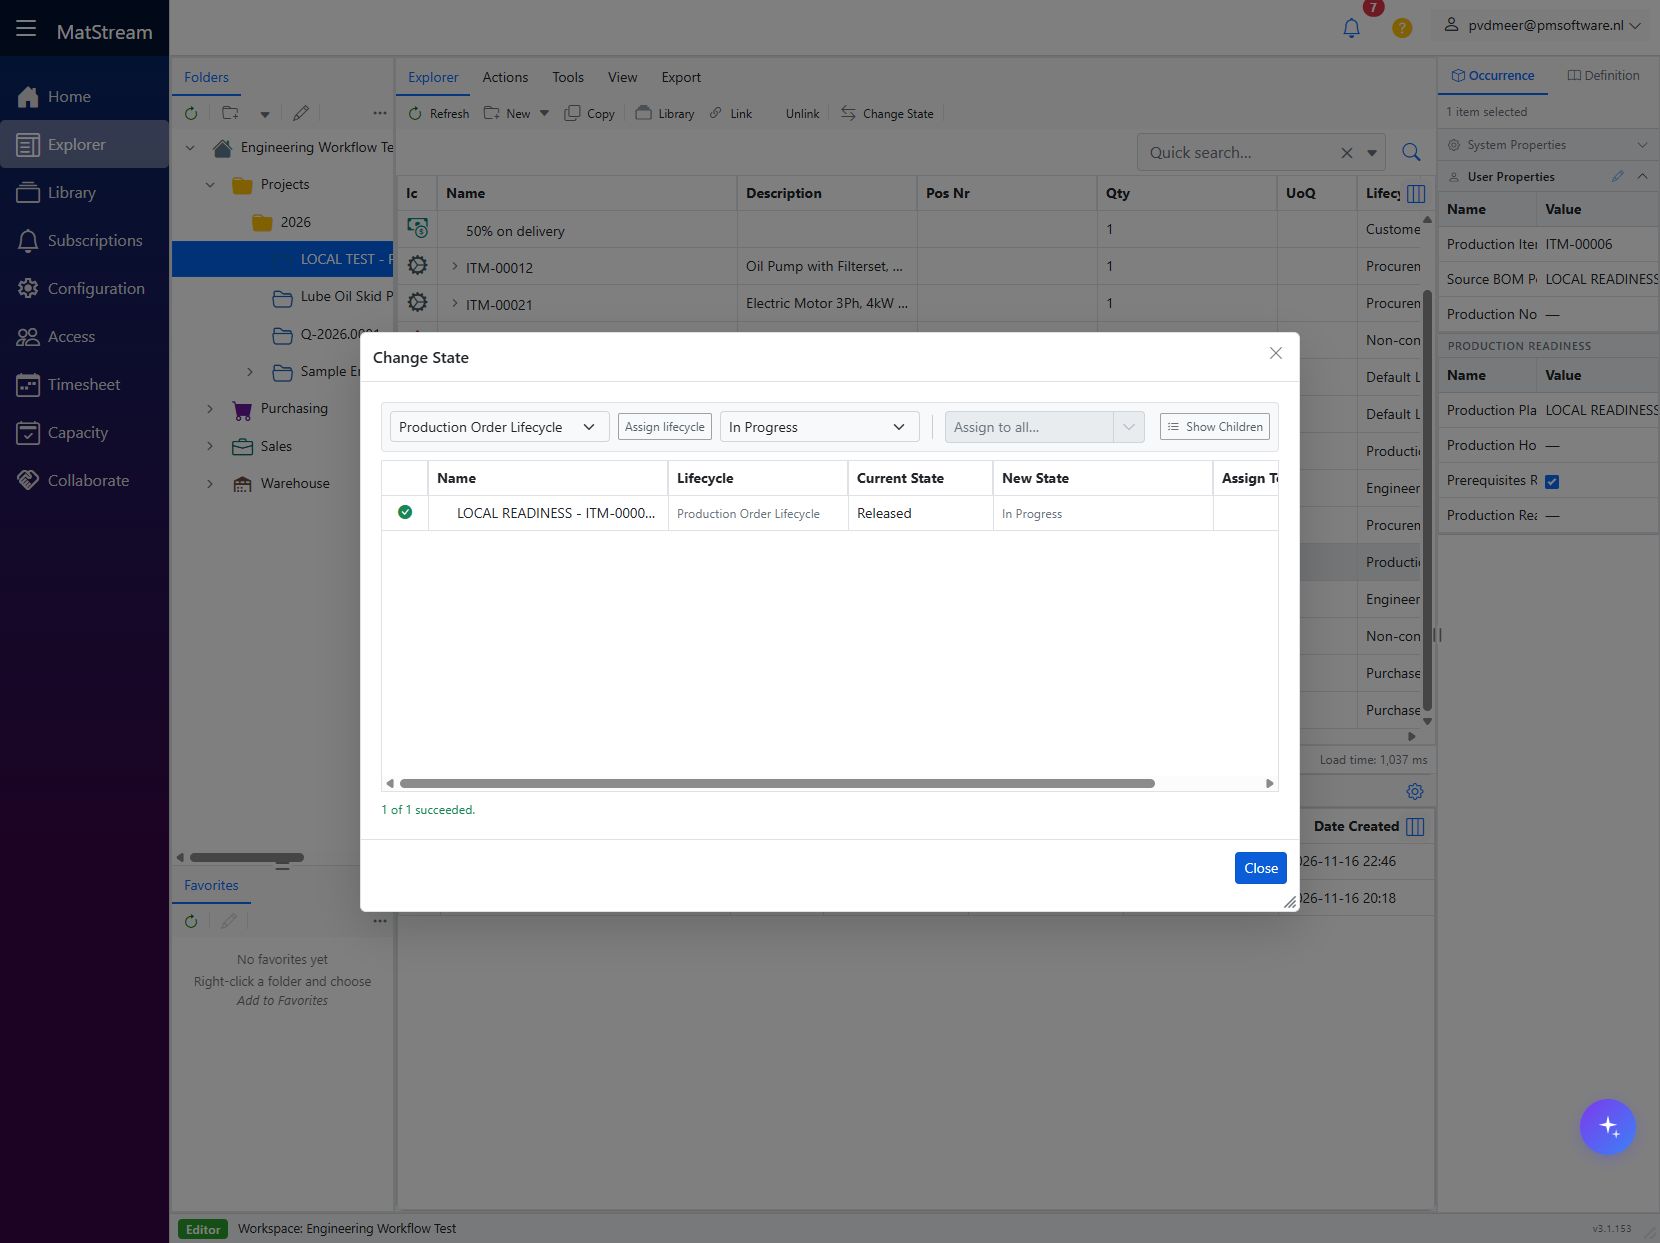 MatStream
7
?
pvdmeer@pmsoftware.nl
Home
Explorer
Library
Subscriptions
Configuration
Access
Timesheet
Capacity
Collaborate
Folders
Engineering Workflow Te
Projects
2026
LOCAL TEST -
Lube Oil Skid P
Q-2026.0001
Sample
Purchasing
Sales
Warehouse
Favorites
No favorites yet
Right-click a folder and choose
Add to Favorites
Explorer Actions Tools View Export
Refresh New Copy Library Link Unlink Change State
Quick search...
Ic Name Description Pos Nr Qty UoQ Lifecy
50% on delivery 1 Custome
ITM-00012 Oil Pump with Filterset, ... 1 Procuren
ITM-00021 Electric Motor 3Ph, 4kW ... 1 Procuren
Non-con
Default L
Default L
Producti
Engineer
Procuren
Producti
Engineer
Non-con
Purchase
Purchase
Load time: 1,037 ms
Date Created
26-11-16 22:46
26-11-16 20:18
Change State
Production Order Lifecycle Assign lifecycle In Progress Assign to all... Show Children
Name Lifecycle Current State New State Assign To
LOCAL READINESS - ITM-0000... Production Order Lifecycle Released In Progress
1 of 1 succeeded.
Close
Occurrence Definition
1 item selected
System Properties
User Properties
Name Value
Production Iter ITM-00006
Source BOM Po LOCAL READINESS
Production No —
PRODUCTION READINESS
Name Value
Production Pla LOCAL READINESS
Production Ho —
Prerequisites R
Production Rea —
Editor Workspace: Engineering Workflow Test
v3.1.153